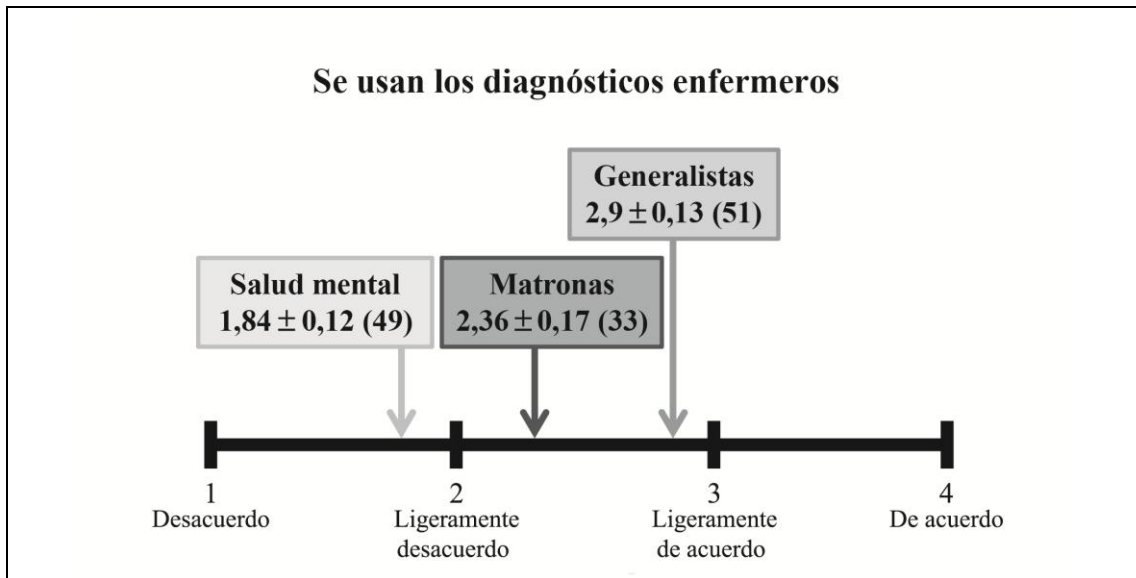 Se usan los diagnósticos enfermeros
Generalistas
2,9 ± 0,13 (51)
Salud mental
1,84 ± 0,12 (49)
Matronas
2,36 ± 0,17 (33)
1
Desacuerdo
2
Ligeramente
desacuerdo
3
Ligeramente
de acuerdo
4
De acuerdo